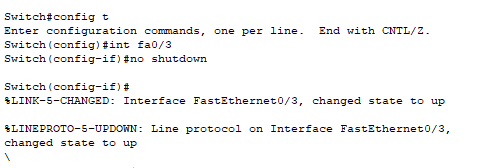 Switch#config t
Enter configuration commands, one per line.  End with CNTL/Z.
Switch(config)#int fa0/3
Switch(config-if)#no shutdown
Switch(config-if)#
%LINK-5-CHANGED: Interface FastEthernet0/3, changed state to up
%LINEPROTO-5-UPDOWN: Line protocol on Interface FastEthernet0/3,
changed state to up
\